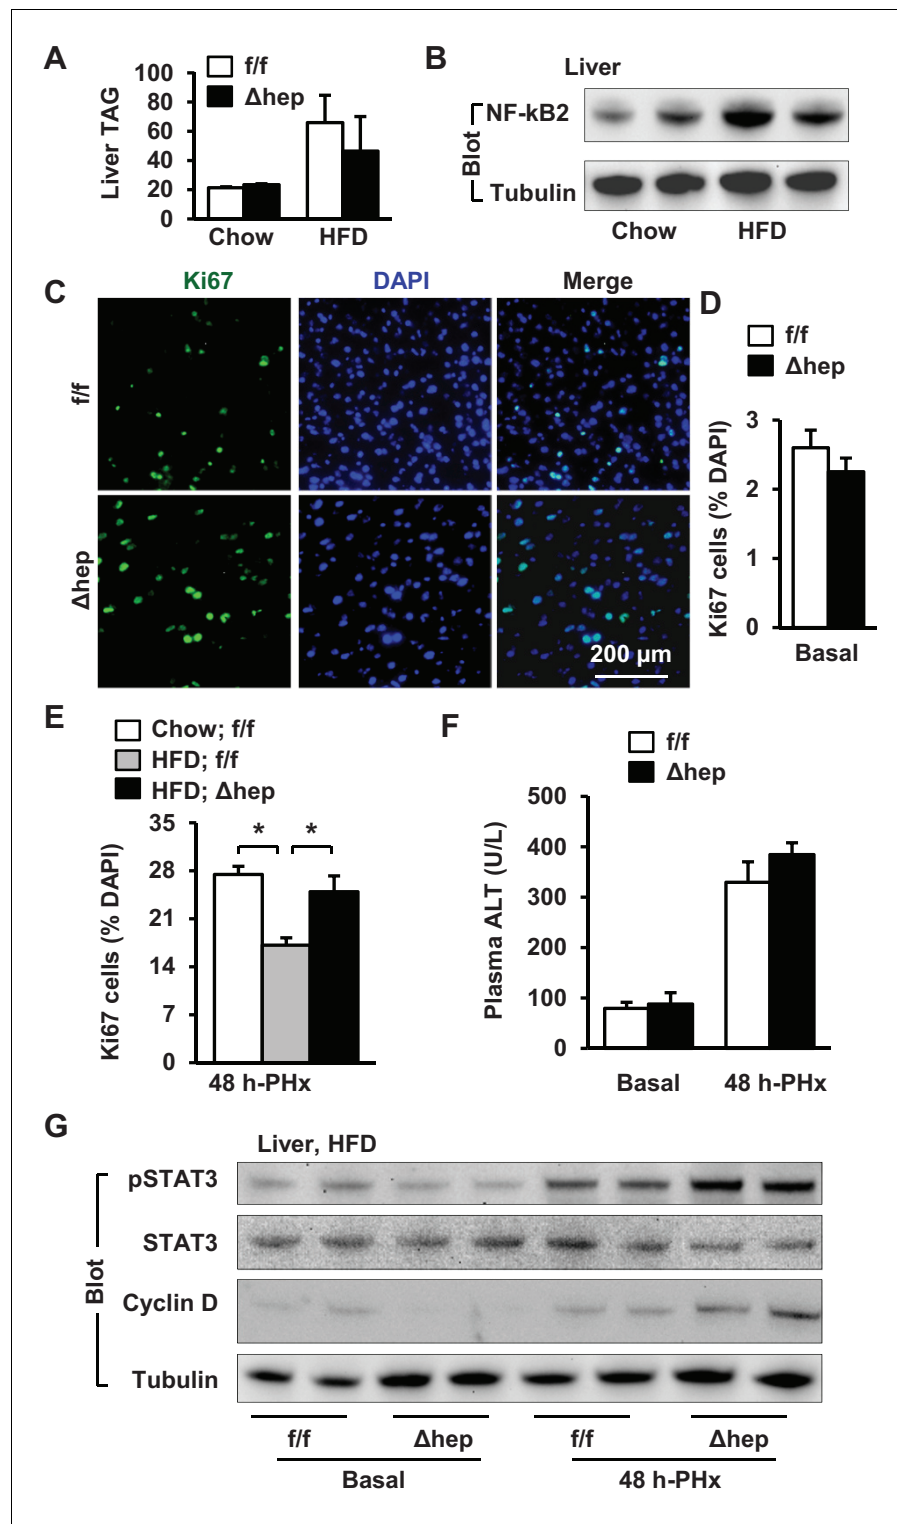 A
f/f
Δhep
Liver TAG
100
80
60
40
20
0
Chow HFD
B
Liver
NF-kB2
Blot
Tubulin
Chow HFD
C
Ki67 DAPI Merge
f/f
Δhep
200 µm
D
f/f
Δhep
Ki67 cells (% DAPI)
3
2
1
0
Basal
E
Chow; f/f
HFD; f/f
HFD; Δhep
Ki67 cells (% DAPI)
35
28
21
14
7
0
* *
48 h-PHx
F
f/f
Δhep
Plasma ALT (U/L)
500
400
300
200
100
0
Basal 48 h-PHx
G
Liver, HFD
Blot
pSTAT3
STAT3
Cyclin D
Tubulin
f/f Δhep f/f Δhep
Basal 48 h-PHx